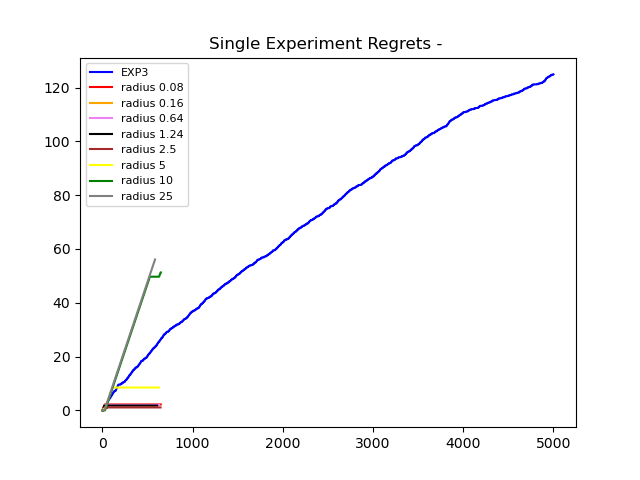 Single Experiment Regrets -
EXP3
radius 0.08
radius 0.16
radius 0.64
radius 1.24
radius 2.5
radius 5
radius 10
radius 25
120
100
80
60
40
20
0
0 1000 2000 3000 4000 5000